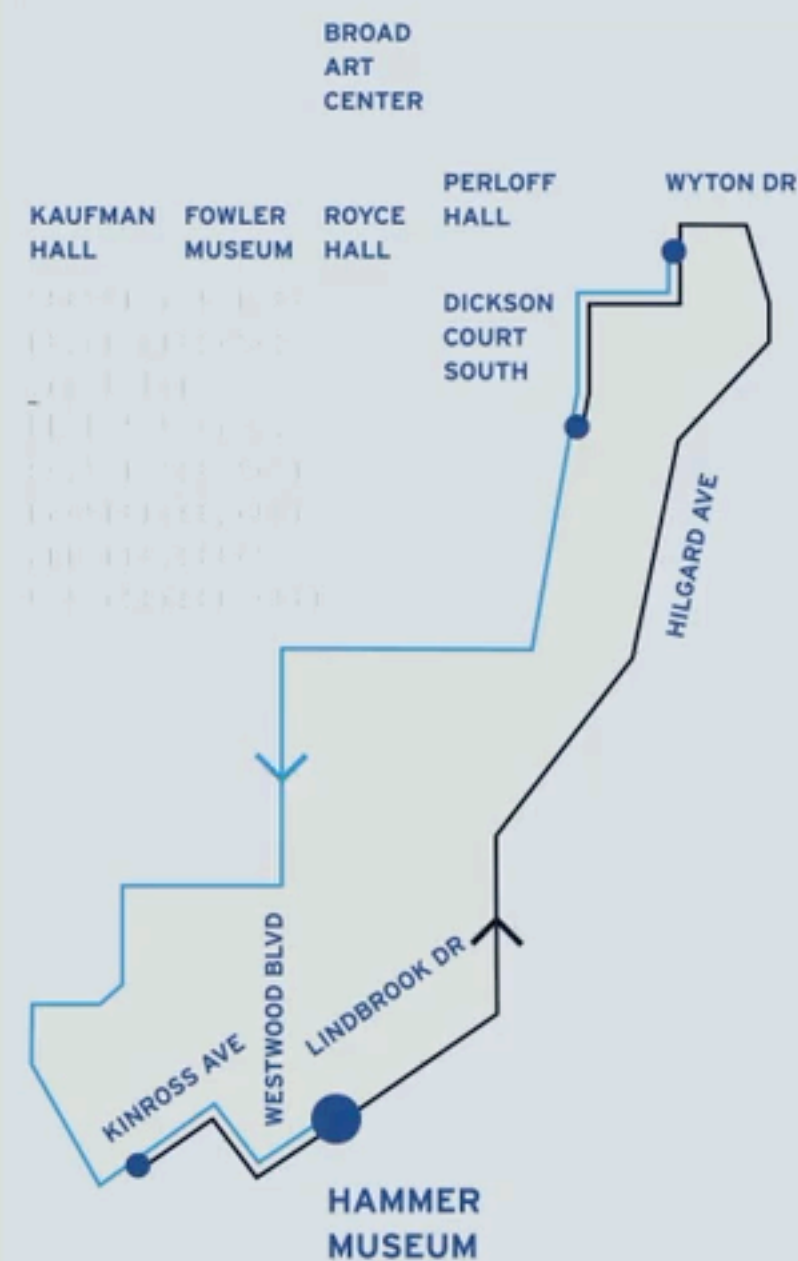 BROAD
ART
CENTER
PERLOFF
HALL
WYTON DR
KAUFMAN
HALL
FOWLER
MUSEUM
ROYCE
HALL
DICKSON
COURT
SOUTH
HILGARD AVE
WESTWOOD BLVD
LINDBROOK DR
KINROSS AVE
HAMMER
MUSEUM